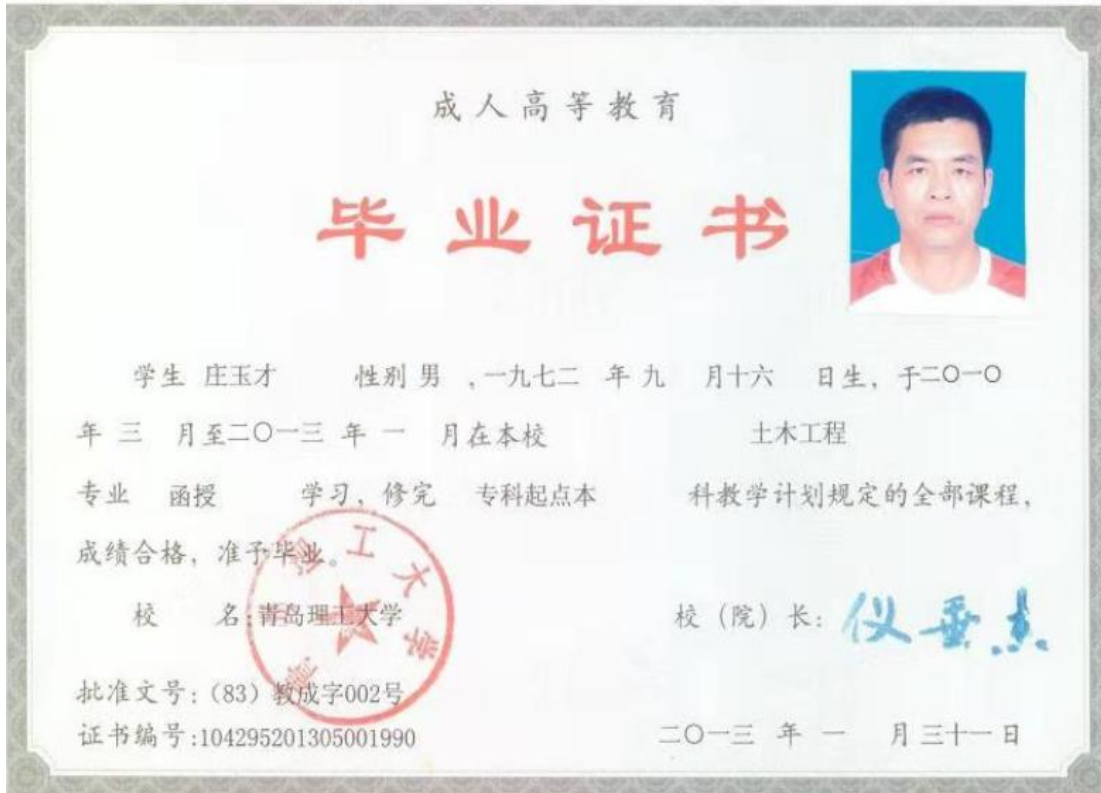 成人高等教育
毕业证书
学生 庄玉才 性别 男 ,一九七二 年 九 月十六 日生, 于二〇一〇
年 三 月至二〇一三 年 一 月在本校 土木工程
专业 函授 学习, 修完 专科起点本 科教学计划规定的全部课程,
成绩合格, 准予毕业。
校 名:青岛理工大学 校(院)长: 仪垂杰
批准文号:(83)教成字002号
证书编号:104295201305001990 二〇一三 年 一 月 三十一 日